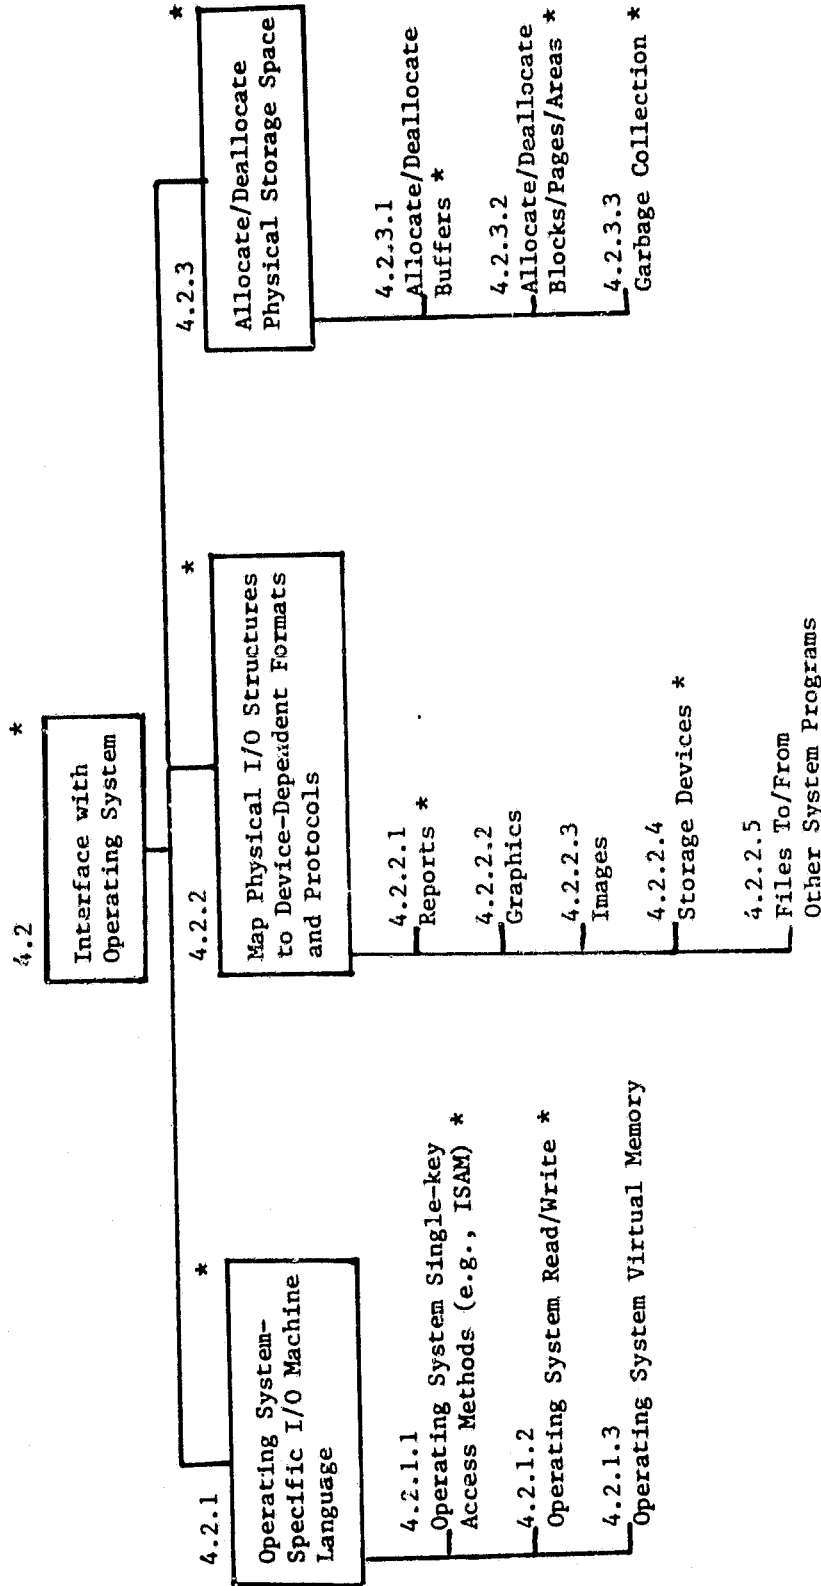 4.2 *
Interface with
Operating System
4.2.1 *
Operating System-
Specific I/O Machine
Language
4.2.1.1
Operating System Single-key
Access Methods (e.g., ISAM) *
4.2.1.2
Operating System Read/Write *
4.2.1.3
Operating System Virtual Memory
4.2.2 *
Map Physical I/O Structures
to Device-Dependent Formats
and Protocols
4.2.2.1
Reports *
4.2.2.2
Graphics
4.2.2.3
Images
4.2.2.4
Storage Devices *
4.2.2.5
Files To/From
Other System Programs
4.2.3 *
Allocate/Deallocate
Physical Storage Space
4.2.3.1
Allocate/Deallocate
Buffers *
4.2.3.2
Allocate/Deallocate
Blocks/Pages/Areas *
4.2.3.3
Garbage Collection *